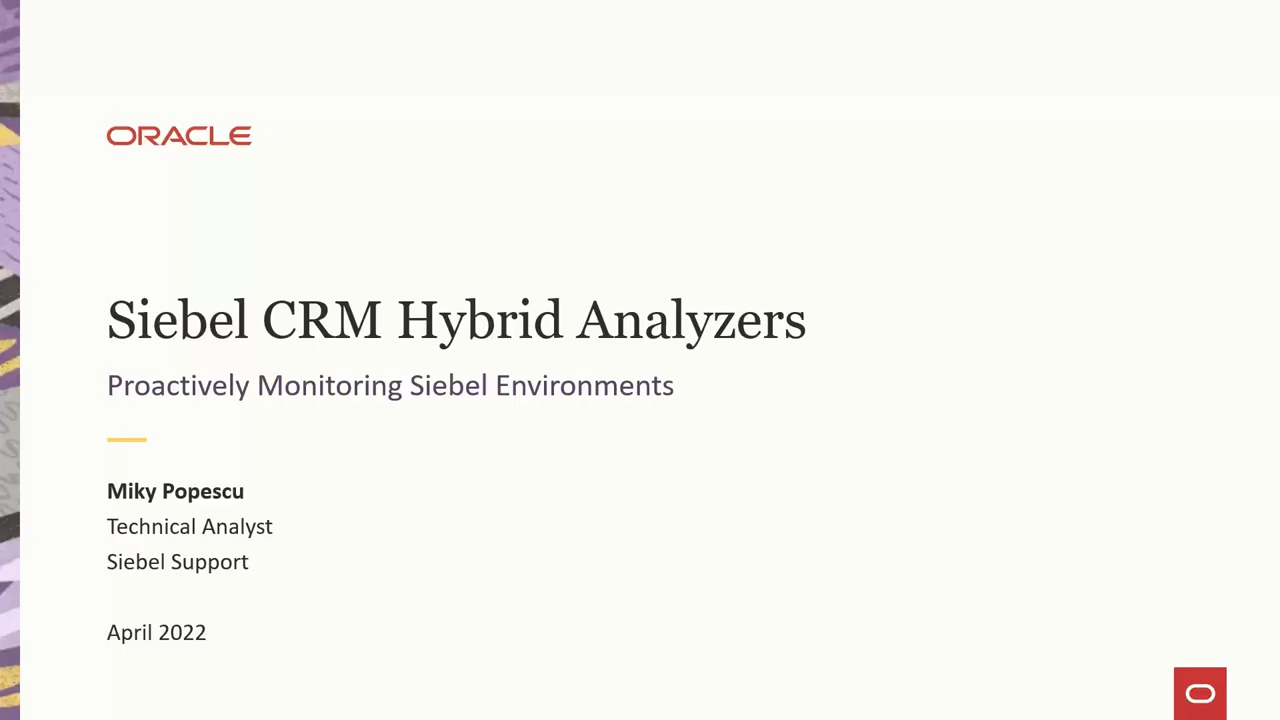 ORACLE
Siebel CRM Hybrid Analyzers
Proactively Monitoring Siebel Environments
Miky Popescu
Technical Analyst
Siebel Support
April 2022